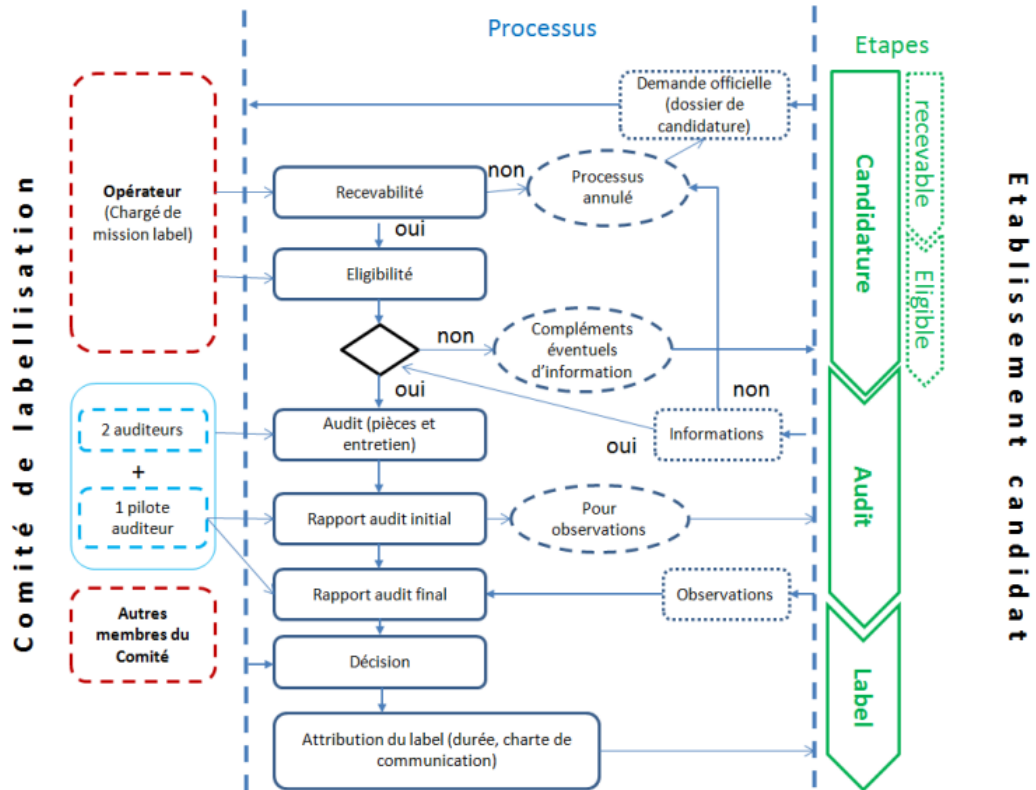 Processus
Etapes
Comité de labellisation
Etablissement candidat
Demande officielle
(dossier de
candidature)
Opérateur
(Chargé de
mission label)
Recevabilité
non
Processus
annulé
oui
Eligibilité
non
Compléments
éventuels
d'information
oui
non
Informations
oui
2 auditeurs
+
1 pilote
auditeur
Audit (pièces et
entretien)
Rapport audit initial
Pour
observations
Rapport audit final
Observations
Autres
membres du
Comité
Décision
Attribution du label (durée, charte de
communication)
Candidature
recevable
Eligible
Audit
Label